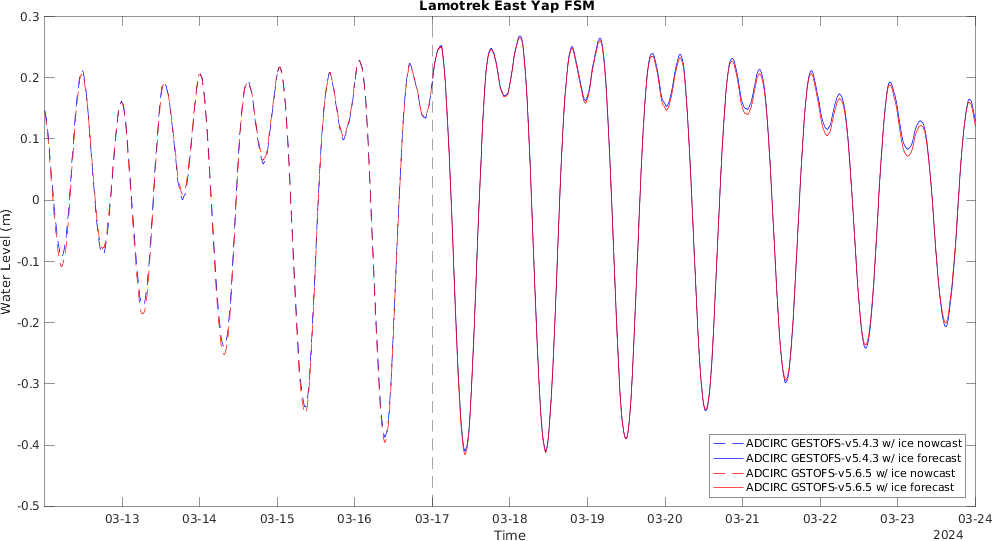 Lamotrek East Yap FSM
0.3
0.2
0.1
0
-0.1
-0.2
-0.3
-0.4
-0.5
Water Level (m)
ADCIRC GESTOFS-v5.4.3 w/ ice nowcast
ADCIRC GESTOFS-v5.4.3 w/ ice forecast
ADCIRC GSTOFS-v5.6.5 w/ ice nowcast
ADCIRC GSTOFS-v5.6.5 w/ ice forecast
03-13 03-14 03-15 03-16 03-17 03-18 03-19 03-20 03-21 03-22 03-23 03-24
Time
2024